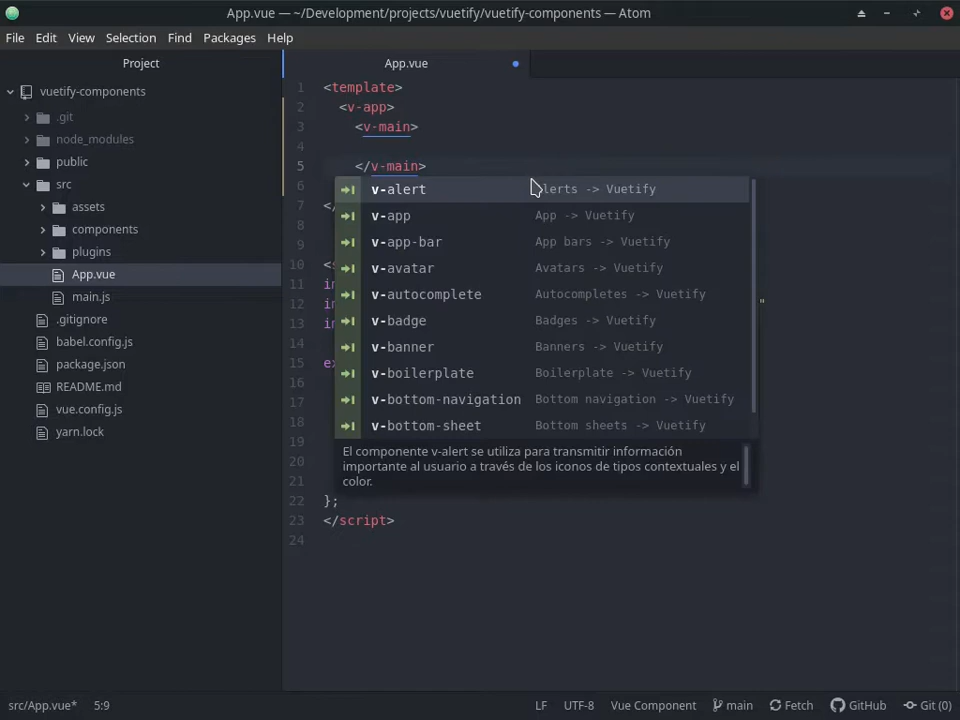 App.vue — ~/Development/projects/vuetify/vuetify-components — Atom
File Edit View Selection Find Packages Help
Project
App.vue
vuetify-components
.git
node_modules
public
src
assets
components
plugins
App.vue
main.js
.gitignore
babel.config.js
package.json
README.md
vue.config.js
yarn.lock
1 <template>
2 <v-app>
3 <v-main>
4
5 </v-main>
6
7 </
8
9
10 <s
11 im
12 im "
13 im
14
15 ex
16
17
18
19
20
21
22 };
23 </script>
24
v-alert Alerts -> Vuetify
v-app App -> Vuetify
v-app-bar App bars -> Vuetify
v-avatar Avatars -> Vuetify
v-autocomplete Autocompletes -> Vuetify
v-badge Badges -> Vuetify
v-banner Banners -> Vuetify
v-boilerplate Boilerplate -> Vuetify
v-bottom-navigation Bottom navigation -> Vuetify
v-bottom-sheet Bottom sheets -> Vuetify
El componente v-alert se utiliza para transmitir información
importante al usuario a través de los iconos de tipos contextuales y el
color.
src/App.vue* 5:9 LF UTF-8 Vue Component main Fetch GitHub Git (0)